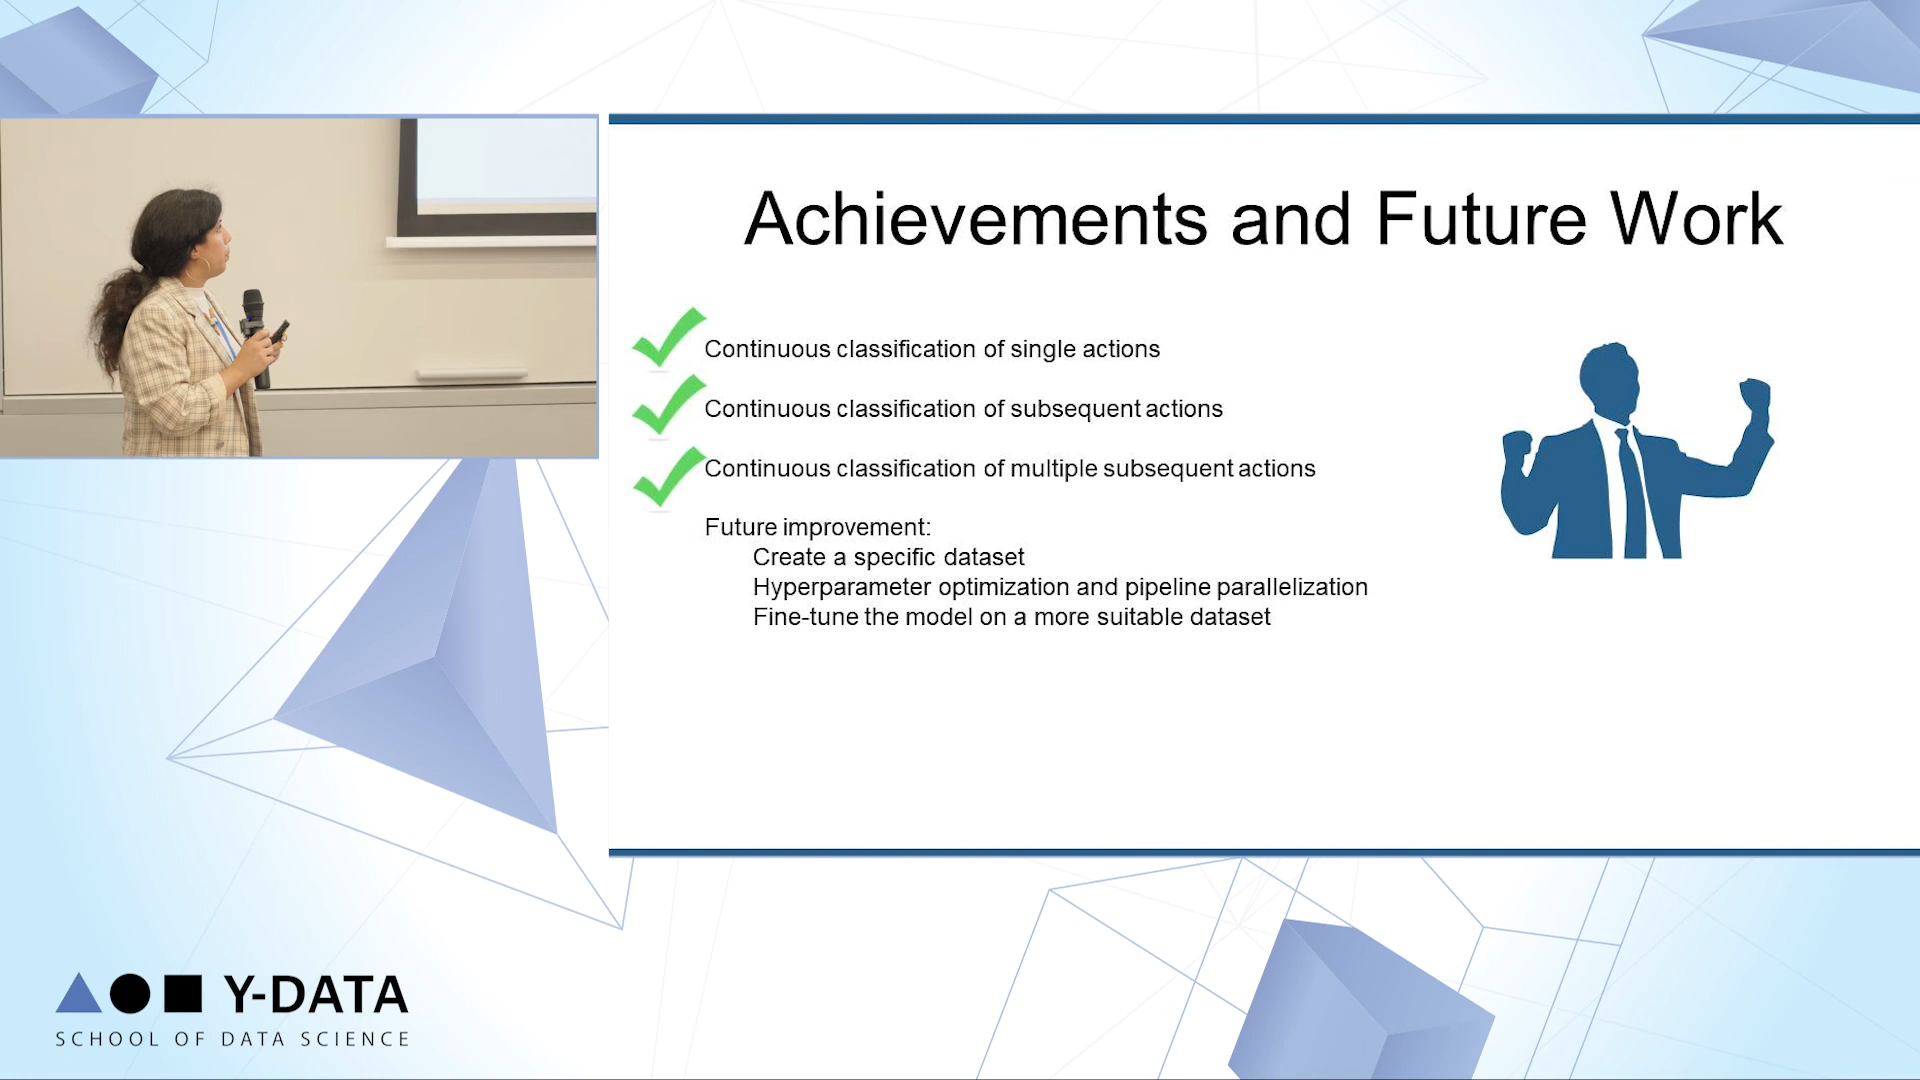 Achievements and Future Work
Continuous classification of single actions
Continuous classification of subsequent actions
Continuous classification of multiple subsequent actions
Future improvement:
Create a specific dataset
Hyperparameter optimization and pipeline parallelization
Fine-tune the model on a more suitable dataset
Y-DATA
SCHOOL OF DATA SCIENCE